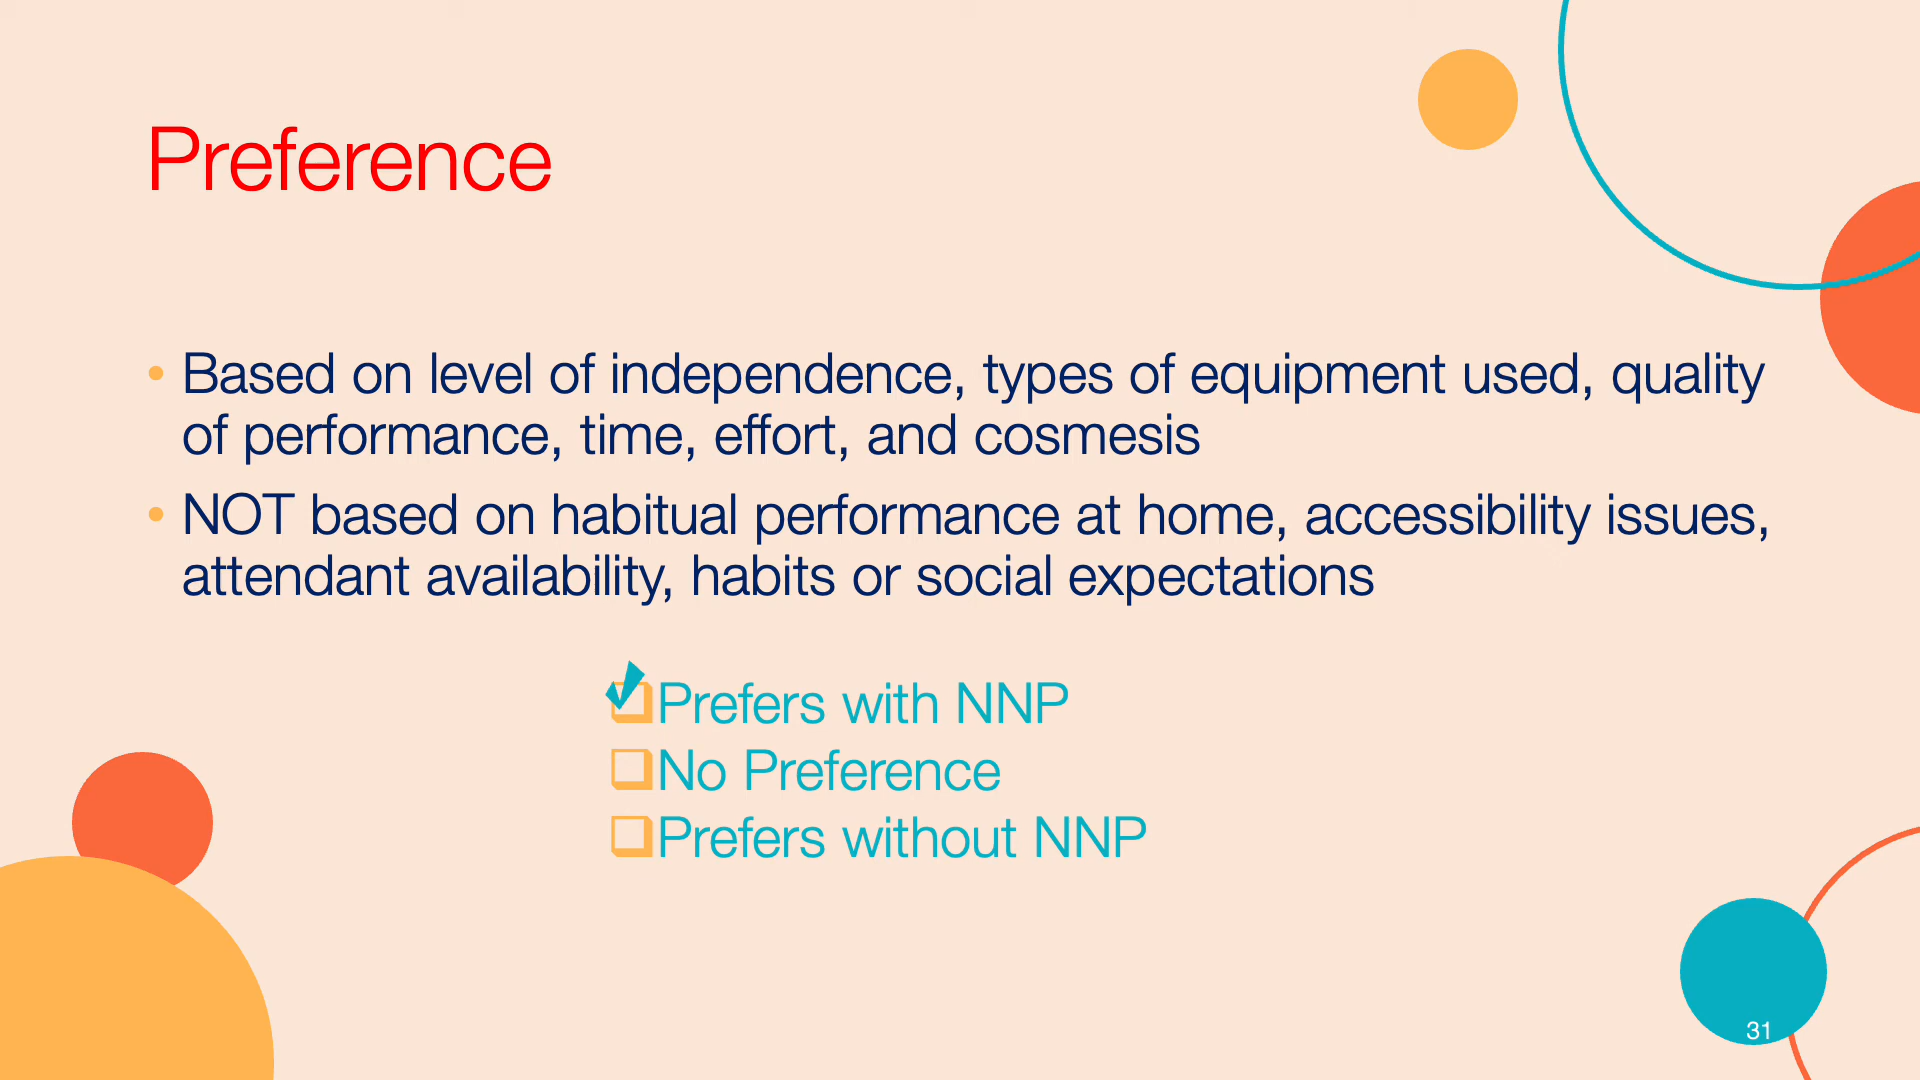 Preference
• Based on level of independence, types of equipment used, quality
of performance, time, effort, and cosmesis
• NOT based on habitual performance at home, accessibility issues,
attendant availability, habits or social expectations
Prefers with NNP
No Preference
Prefers without NNP
31